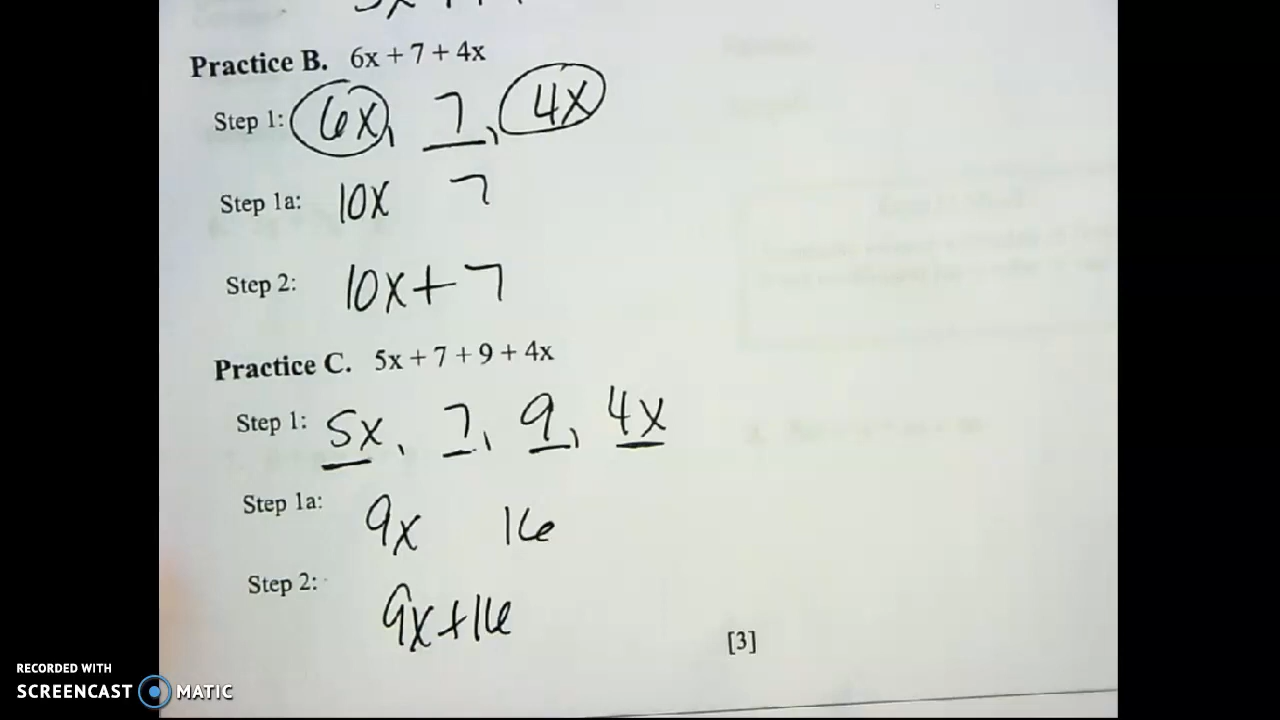 Practice B. 6x + 7 + 4x
Step 1: 6x, 7, 4x
Step 1a: 10x 7
Step 2: 10x + 7
Practice C. 5x + 7 + 9 + 4x
Step 1: 5x, 7, 9, 4x
Step 1a: 9x 16
Step 2: 9x + 16
[3]
RECORDED WITH
SCREENCAST MATIC